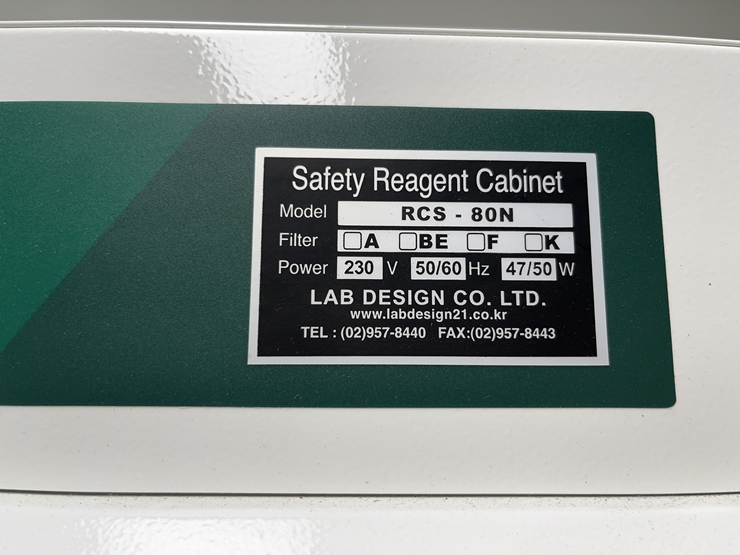 Safety Reagent Cabinet
Model RCS - 80N
Filter ☐A ☐BE ☐F ☐K
Power 230 V 50/60 Hz 47/50 W
LAB DESIGN CO. LTD.
www.labdesign21.co.kr
TEL : (02)957-8440 FAX:(02)957-8443